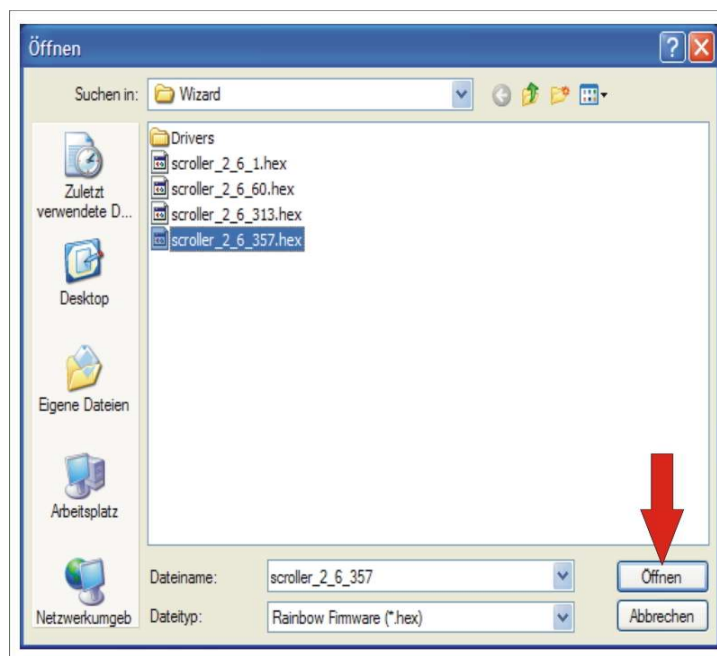 Öffnen
Suchen in:
Wizard
Zuletzt
verwendete D...
Desktop
Eigene Dateien
Arbeitsplatz
Netzwerkumgeb
Drivers
scroller_2_6_1.hex
scroller_2_6_60.hex
scroller_2_6_313.hex
scroller_2_6_357.hex
Dateiname:
scroller_2_6_357
Öffnen
Dateityp:
Rainbow Firmware (*.hex)
Abbrechen